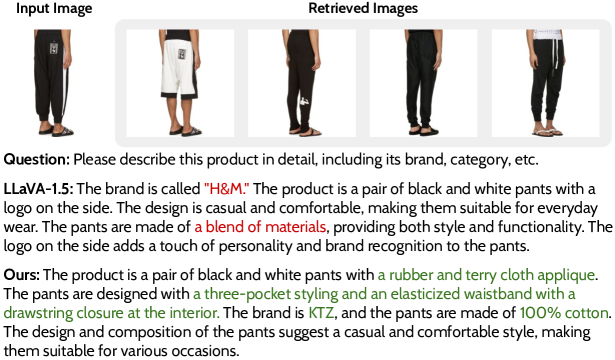 Input Image
Retrieved Images
Question: Please describe this product in detail, including its brand, category, etc.
LLaVA-1.5: The brand is called "H&M." The product is a pair of black and white pants with a
logo on the side. The design is casual and comfortable, making them suitable for everyday
wear. The pants are made of a blend of materials, providing both style and functionality. The
logo on the side adds a touch of personality and brand recognition to the pants.
Ours: The product is a pair of black and white pants with a rubber and terry cloth applique.
The pants are designed with a three-pocket styling and an elasticized waistband with a
drawstring closure at the interior. The brand is KTZ, and the pants are made of 100% cotton.
The design and composition of the pants suggest a casual and comfortable style, making
them suitable for various occasions.